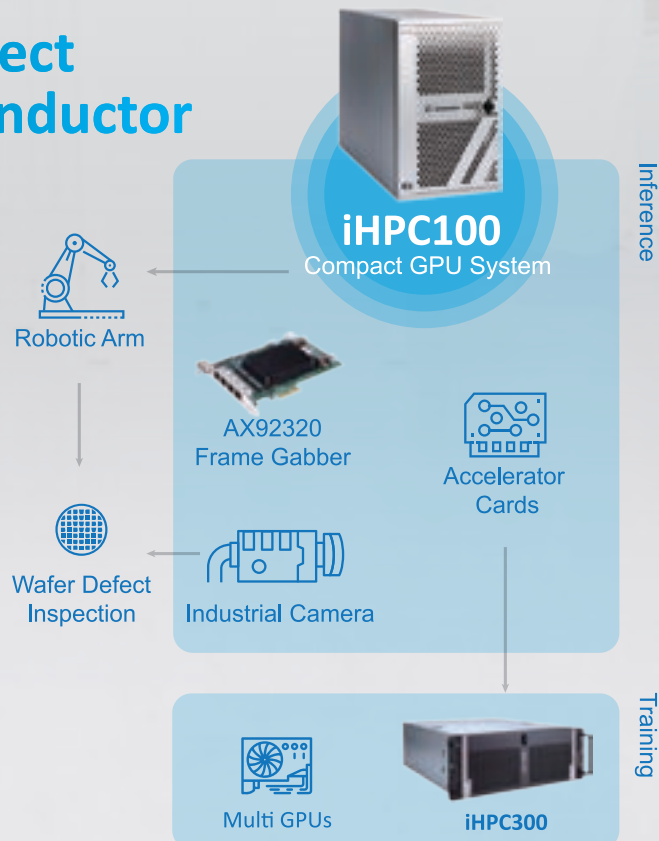 ect
nductor
iHPC100
Compact GPU System
Inference
Robotic Arm
AX92320
Frame Gabber
Accelerator
Cards
Wafer Defect
Inspection
Industrial Camera
Training
Multi GPUs
iHPC300